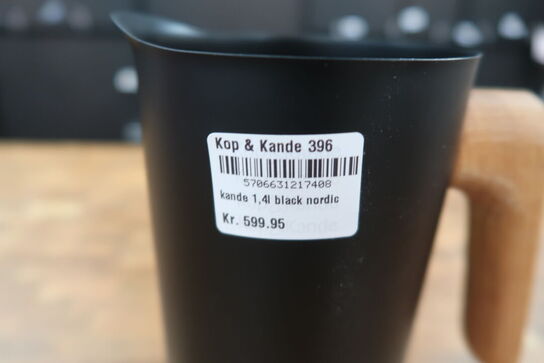 Kop & Kande 396
5706631217408
kande 1,4l black nordic
Kr. 599.95